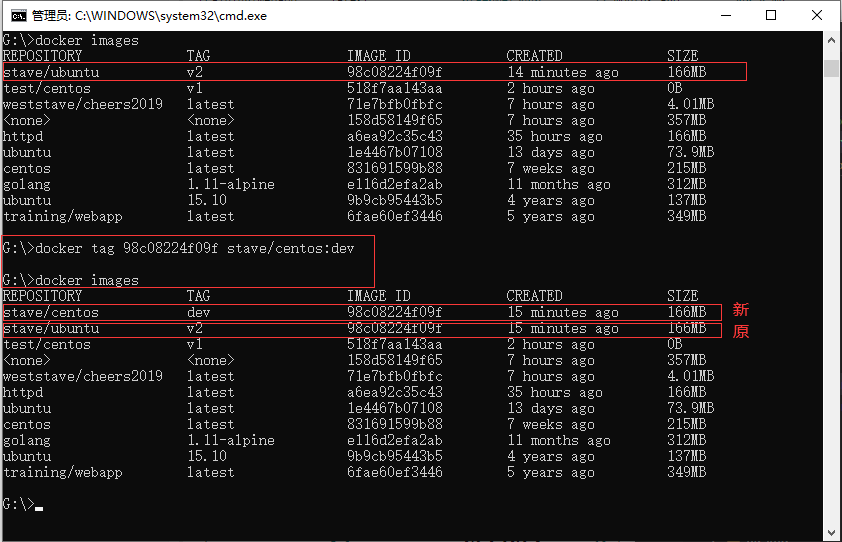 管理员: C:\WINDOWS\system32\cmd.exe
G:\>docker images
REPOSITORY TAG IMAGE ID CREATED SIZE
stave/ubuntu v2 98c08224f09f 14 minutes ago 166MB
test/centos v1 518f7aa143aa 2 hours ago 0B
weststave/cheers2019 latest 71e7bfb0fbfc 7 hours ago 4.01MB
<none> <none> 158d58149f65 7 hours ago 357MB
httpd latest a6ea92c35c43 35 hours ago 166MB
ubuntu latest 1e4467b07108 13 days ago 73.9MB
centos latest 831691599b88 7 weeks ago 215MB
golang 1.11-alpine e116d2efa2ab 11 months ago 312MB
ubuntu 15.10 9b9cb95443b5 4 years ago 137MB
training/webapp latest 6fae60ef3446 5 years ago 349MB
G:\>docker tag 98c08224f09f stave/centos:dev
G:\>docker images
REPOSITORY TAG IMAGE ID CREATED SIZE
stave/centos dev 98c08224f09f 15 minutes ago 166MB 新
stave/ubuntu v2 98c08224f09f 15 minutes ago 166MB 原
test/centos v1 518f7aa143aa 2 hours ago 0B
<none> <none> 158d58149f65 7 hours ago 357MB
weststave/cheers2019 latest 71e7bfb0fbfc 7 hours ago 4.01MB
httpd latest a6ea92c35c43 35 hours ago 166MB
ubuntu latest 1e4467b07108 13 days ago 73.9MB
centos latest 831691599b88 7 weeks ago 215MB
golang 1.11-alpine e116d2efa2ab 11 months ago 312MB
ubuntu 15.10 9b9cb95443b5 4 years ago 137MB
training/webapp latest 6fae60ef3446 5 years ago 349MB
G:\>